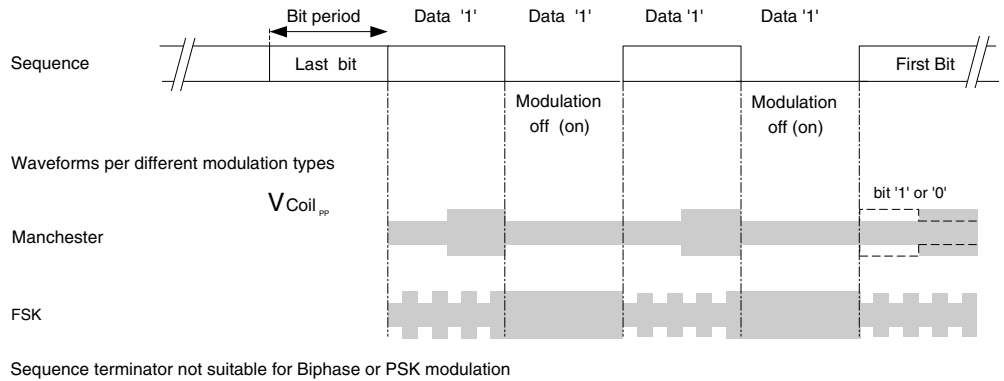 Bit period Data '1' Data '1' Data '1' Data '1'
Sequence Last bit First Bit
Modulation off (on) Modulation off (on)
Waveforms per different modulation types
VCoil PP
bit '1' or '0'
Manchester
FSK
Sequence terminator not suitable for Biphase or PSK modulation